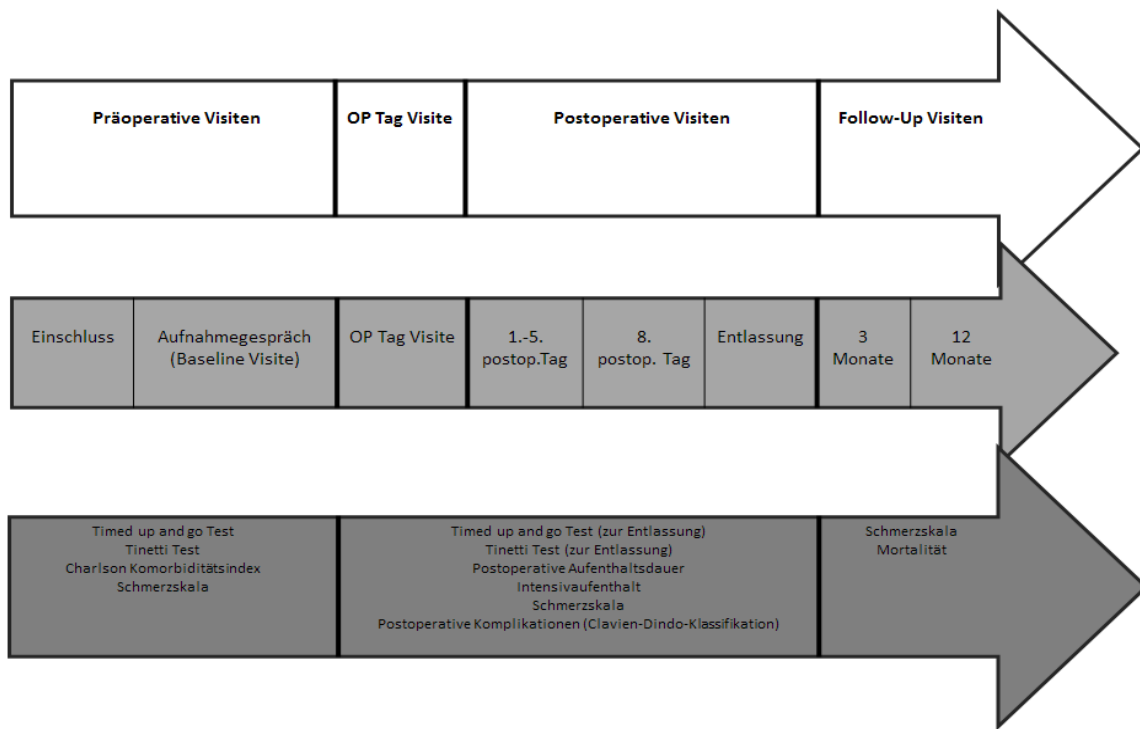 Präoperative Visiten
OP Tag Visite
Postoperative Visiten
Follow-Up Visiten
Einschluss
Aufnahmegespräch
(Baseline Visite)
OP Tag Visite
1.-5.
postop.Tag
8.
postop. Tag
Entlassung
3
Monate
12
Monate
Timed up and go Test
Tinetti Test
Charlson Komorbiditätsindex
Schmerzskala
Timed up and go Test (zur Entlassung)
Tinetti Test (zur Entlassung)
Postoperative Aufenthaltsdauer
Intensivaufenthalt
Schmerzskala
Postoperative Komplikationen (Clavien-Dindo-Klassifikation)
Schmerzskala
Mortalität